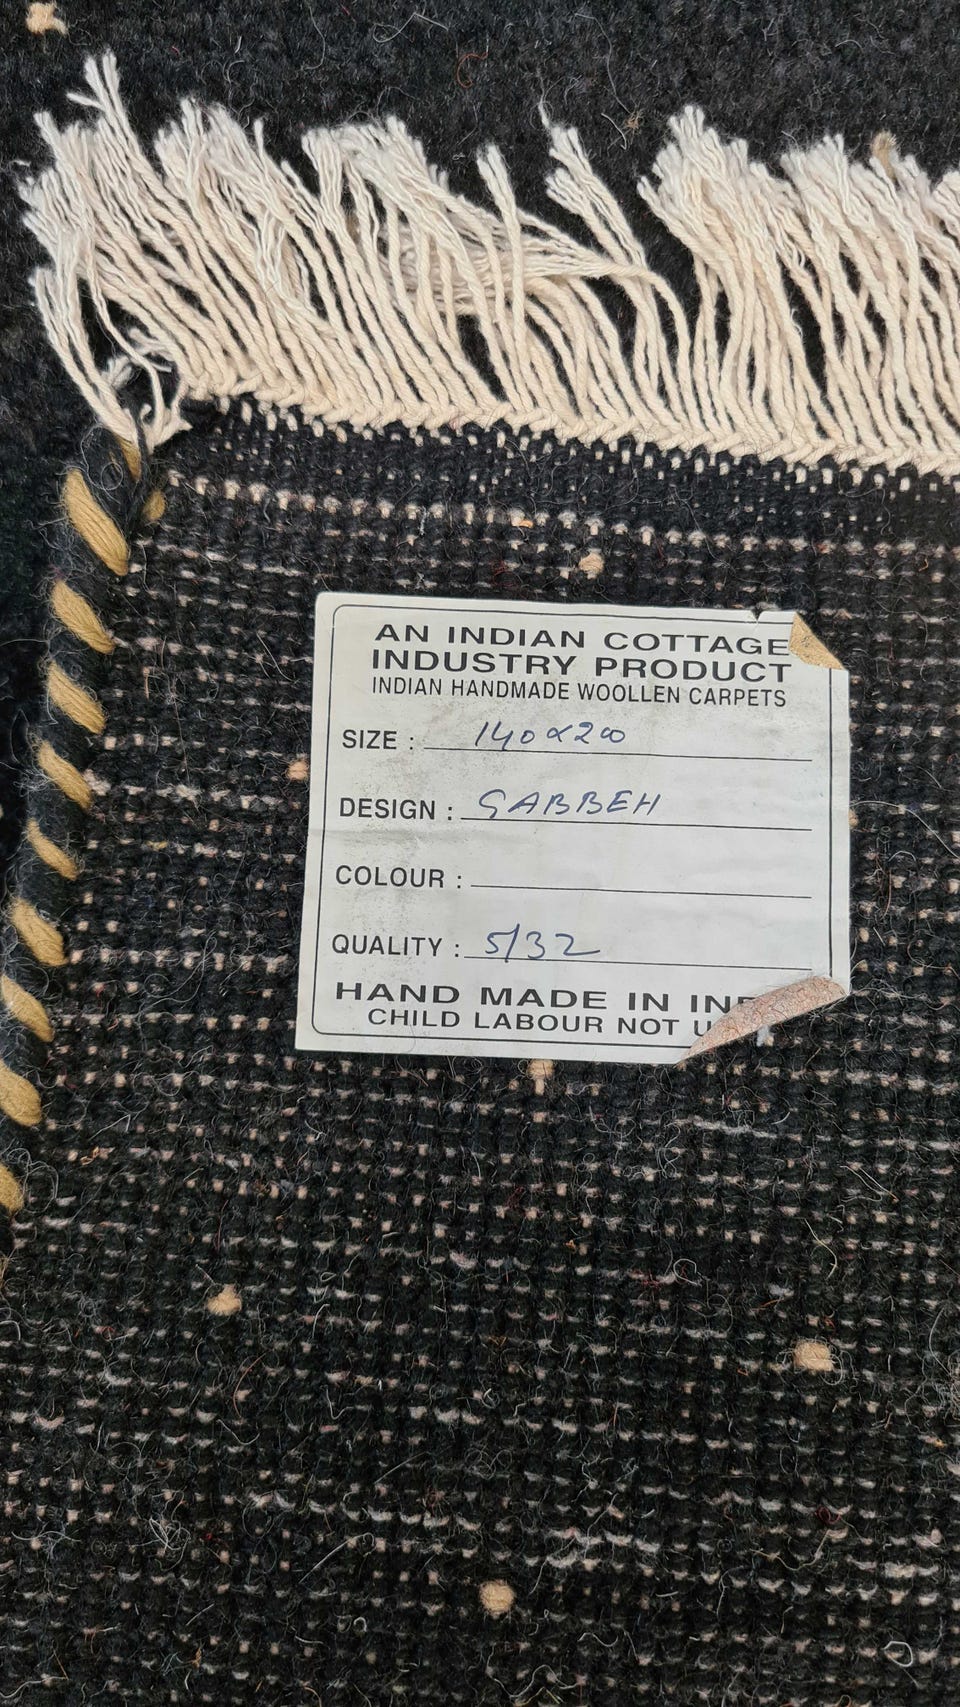 AN INDIAN COTTAGE
INDUSTRY PRODUCT
INDIAN HANDMADE WOOLLEN CARPETS
SIZE : 140x200
DESIGN : GABBEH
COLOUR :
QUALITY : 5/32
HAND MADE IN
CHILD LABOUR NOT